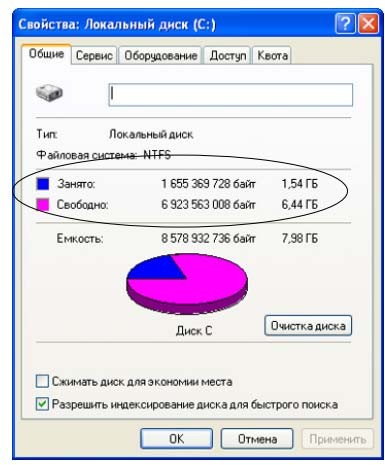 Свойства: Локальный диск (C:)
Общие Сервис Оборудование Доступ Квота
Тип: Локальный диск
Файловая система: NTFS
Занято: 1 655 369 728 байт 1,54 ГБ
Свободно: 6 923 563 008 байт 6,44 ГБ
Емкость: 8 578 932 736 байт 7,98 ГБ
Диск C
Очистка диска
Сжимать диск для экономии места
Разрешить индексирование диска для быстрого поиска
OK Отмена Применить